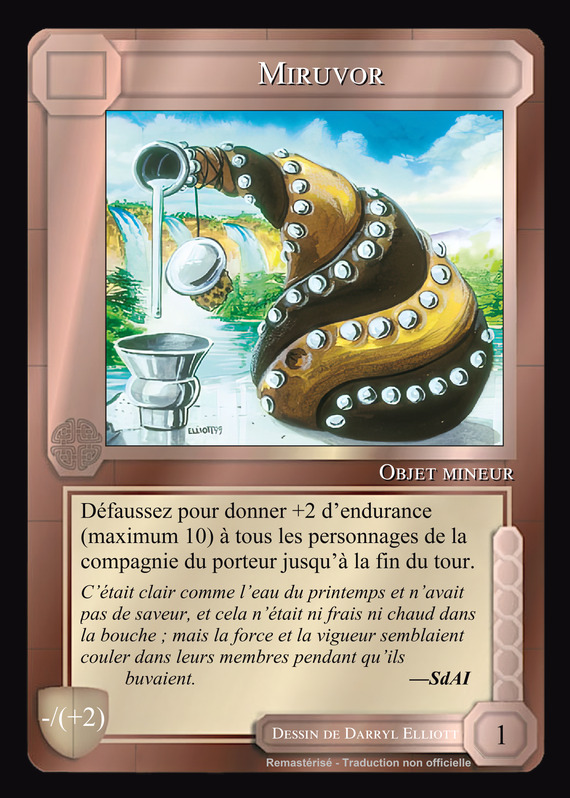 Miruvor
ELLIOTT99
Objet mineur
Défaussez pour donner +2 d'endurance
(maximum 10) à tous les personnages de la
compagnie du porteur jusqu'à la fin du tour.
C'était clair comme l'eau du printemps et n'avait
pas de saveur, et cela n'était ni frais ni chaud dans
la bouche ; mais la force et la vigueur semblaient
couler dans leurs membres pendant qu'ils
buvaient. —SdAI
-/(+2)
Dessin de Darryl Elliott
1
Remastérisé - Traduction non officielle